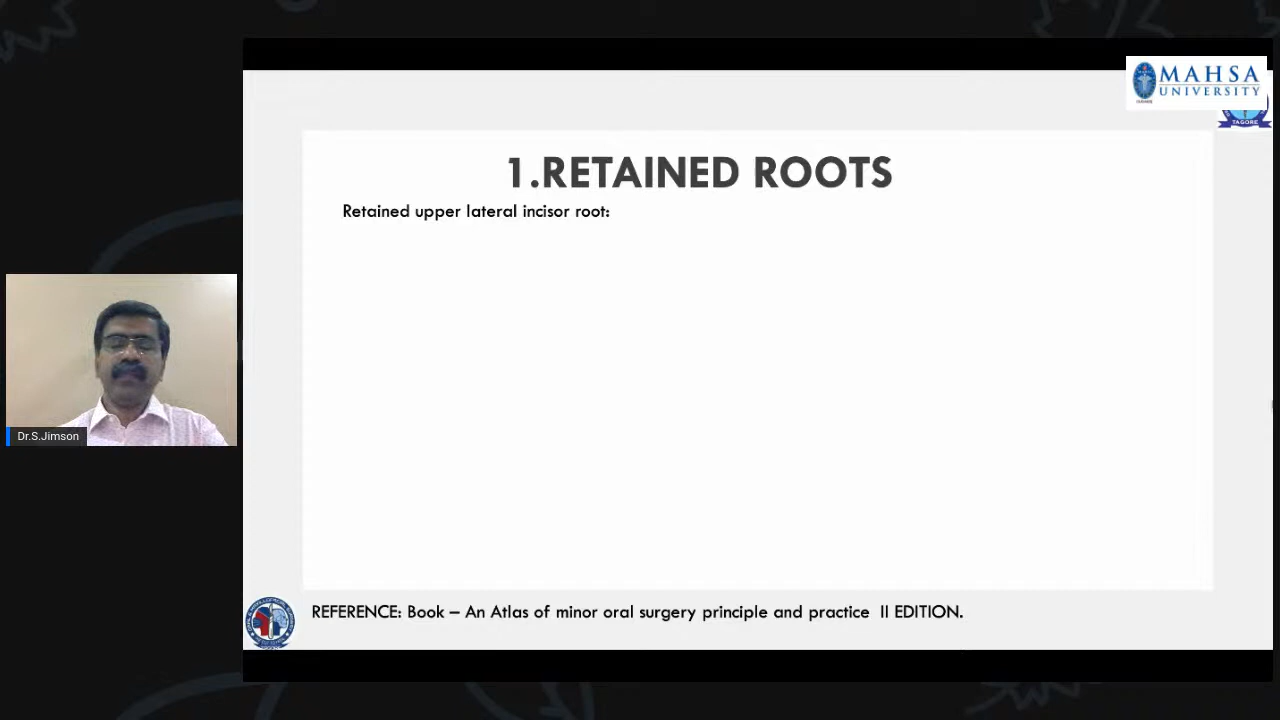 MAHSA
UNIVERSITY
TAGORE
1.RETAINED ROOTS
Retained upper lateral incisor root:
Dr.S.Jimson
REFERENCE: Book – An Atlas of minor oral surgery principle and practice II EDITION.